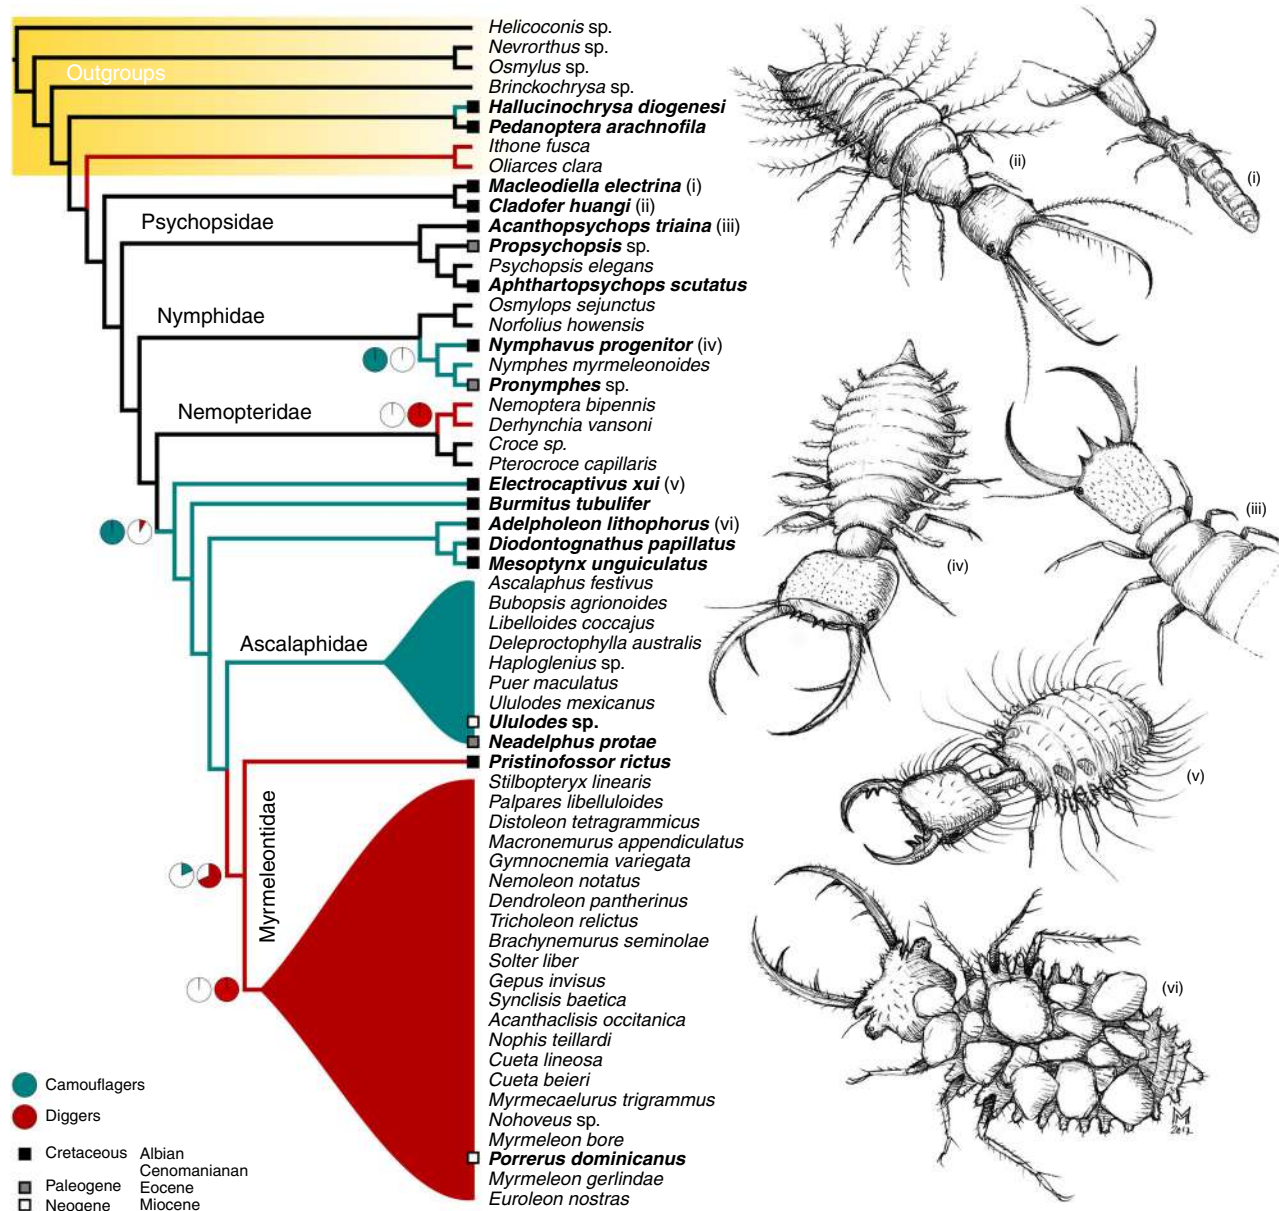 Helicoconis sp.
Nevrorthus sp.
Osmylus sp.
Outgroups
Brinckochrysa sp.
Hallucinochrysa diogenesi
Pedanoptera arachnofila
Ithone fusca
Oliarces clara
Macleodiella electrina (i)
Cladofer huangi (ii)
Psychopsidae
Acanthopsychops triaina (iii)
Propsychopsis sp.
Psychopsis elegans
Aphthartopsychops scutatus
Osmylops sejunctus
Nymphidae
Norfolius howensis
Nymphavus progenitor (iv)
Nymphes myrmeleonoides
Pronymphes sp.
Nemopteridae
Nemoptera bipennis
Derhynchia vansoni
Croce sp.
Pterocroce capillaris
Electrocaptivus xui (v)
Burmitus tubulifer
Adelpholeon lithophorus (vi)
Diodontognathus papillatus
Mesoptynx unguiculatus
Ascalaphus festivus
Bubopsis agrionoides
Libelloides coccajus
Ascalaphidae
Deleproctophylla australis
Haploglenius sp.
Puer maculatus
Ululodes mexicanus
Ululodes sp.
Neadelphus protae
Pristinofossor rictus
Myrmeleontidae
Stilbopteryx linearis
Palpares libelluloides
Distoleon tetragrammicus
Macronemurus appendiculatus
Gymnocnemia variegata
Nemoleon notatus
Dendroleon pantherinus
Tricholeon relictus
Brachynemurus seminolae
Solter liber
Gepus invisus
Synclisis baetica
Acanthaclisis occitanica
Nophis teillardi
Cueta lineosa
Cueta beieri
Myrmecaelurus trigrammus
Nohoveus sp.
Myrmeleon bore
Porrerus dominicanus
Myrmeleon gerlindae
Euroleon nostras
Camouflagers
Diggers
Cretaceous Albian
Cenomanianan
Paleogene Eocene
Neogene Miocene
(i)
(ii)
(iii)
(iv)
(v)
(vi)
2017